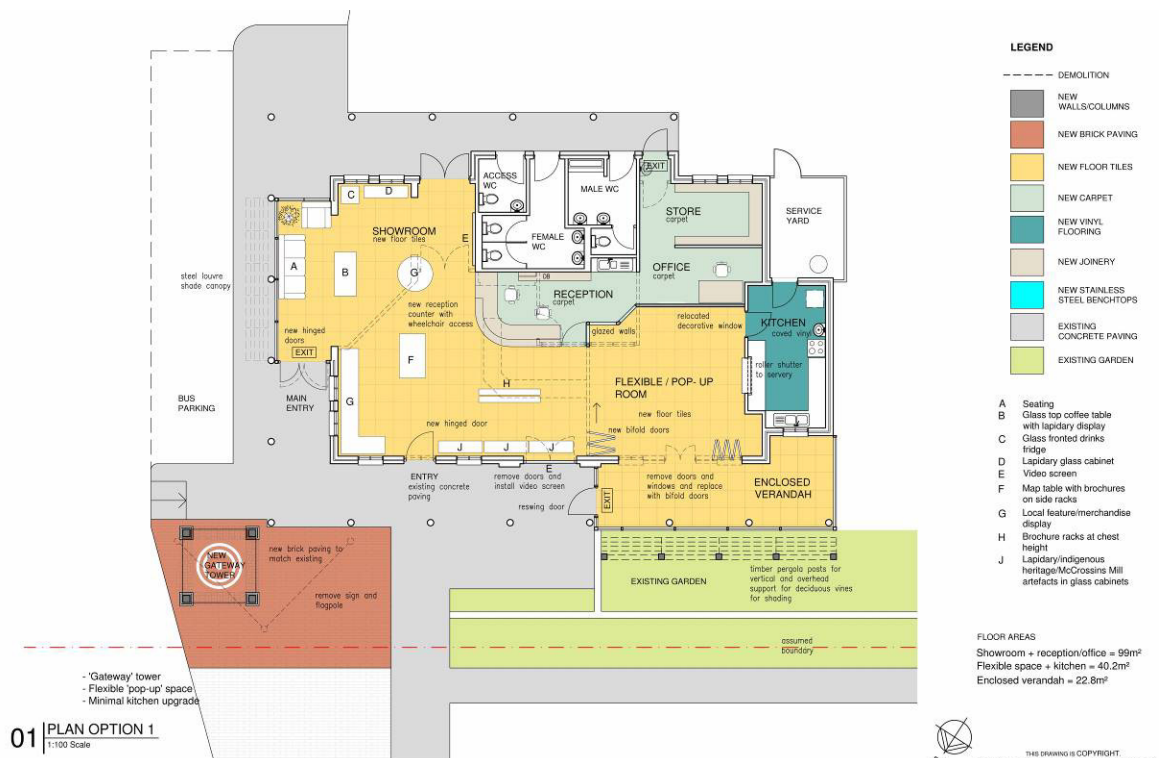 LEGEND
DEMOLITION
NEW
WALLS/COLUMNS
NEW BRICK PAVING
NEW FLOOR TILES
NEW CARPET
NEW VINYL
FLOORING
NEW JOINERY
NEW STAINLESS
STEEL BENCHTOPS
EXISTING
CONCRETE PAVING
EXISTING GARDEN
A Seating
B Glass top coffee table
with lapidary display
C Glass fronted drinks
fridge
D Lapidary glass cabinet
E Video screen
F Map table with brochures
on side racks
G Local feature/merchandise
display
H Brochure racks at chest
height
J Lapidary/indigenous
heritage/McCrossins Mill
artefacts in glass cabinets
FLOOR AREAS
Showroom + reception/office = 99m²
Flexible space + kitchen = 40.2m²
Enclosed verandah = 22.8m²
THIS DRAWING IS COPYRIGHT.
ACCESS
WC
MALE WC
EXIT
C
D
SHOWROOM
new floor tiles
E
FEMALE
WC
STORE
carpet
SERVICE
YARD
A
B
G
OFFICE
carpet
steel louvre
shade canopy
08
RECEPTION
carpet
new reception
counter with
wheelchair access
relocated
decorative window
KITCHEN
coved vinyl
new hinged
doors
EXIT
glazed walls
F
roller shutter
to servery
BUS
PARKING
MAIN
ENTRY
G
H
FLEXIBLE / POP- UP
ROOM
new floor tiles
new hinged door
new bifold doors
J
J
J
ENTRY
existing concrete
paving
E
remove doors and
install video screen
remove doors and
windows and replace
with bifold doors
ENCLOSED
VERANDAH
reswing door
EXIT
new brick paving to
match existing
NEW
GATEWAY
TOWER
remove sign and
flagpole
EXISTING GARDEN
timber pergola posts for
vertical and overhead
support for deciduous vines
for shading
assumed
boundary
- 'Gateway' tower
- Flexible 'pop-up' space
- Minimal kitchen upgrade
01 PLAN OPTION 1
1:100 Scale